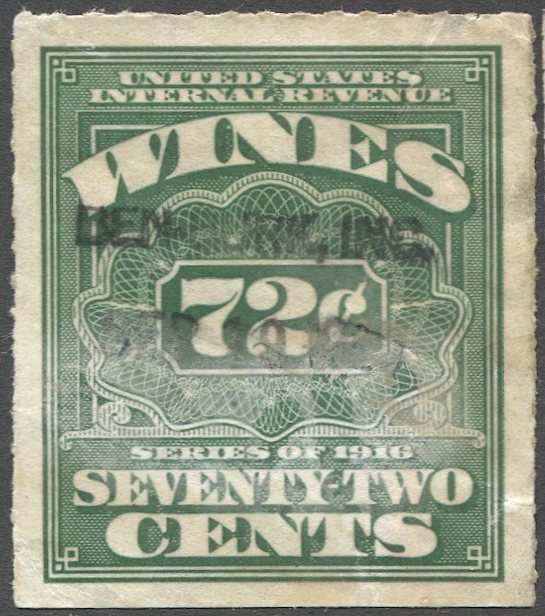 UNITED STATES
INTERNAL REVENUE
WINES
72¢
SERIES OF 1916
SEVENTY-TWO
CENTS